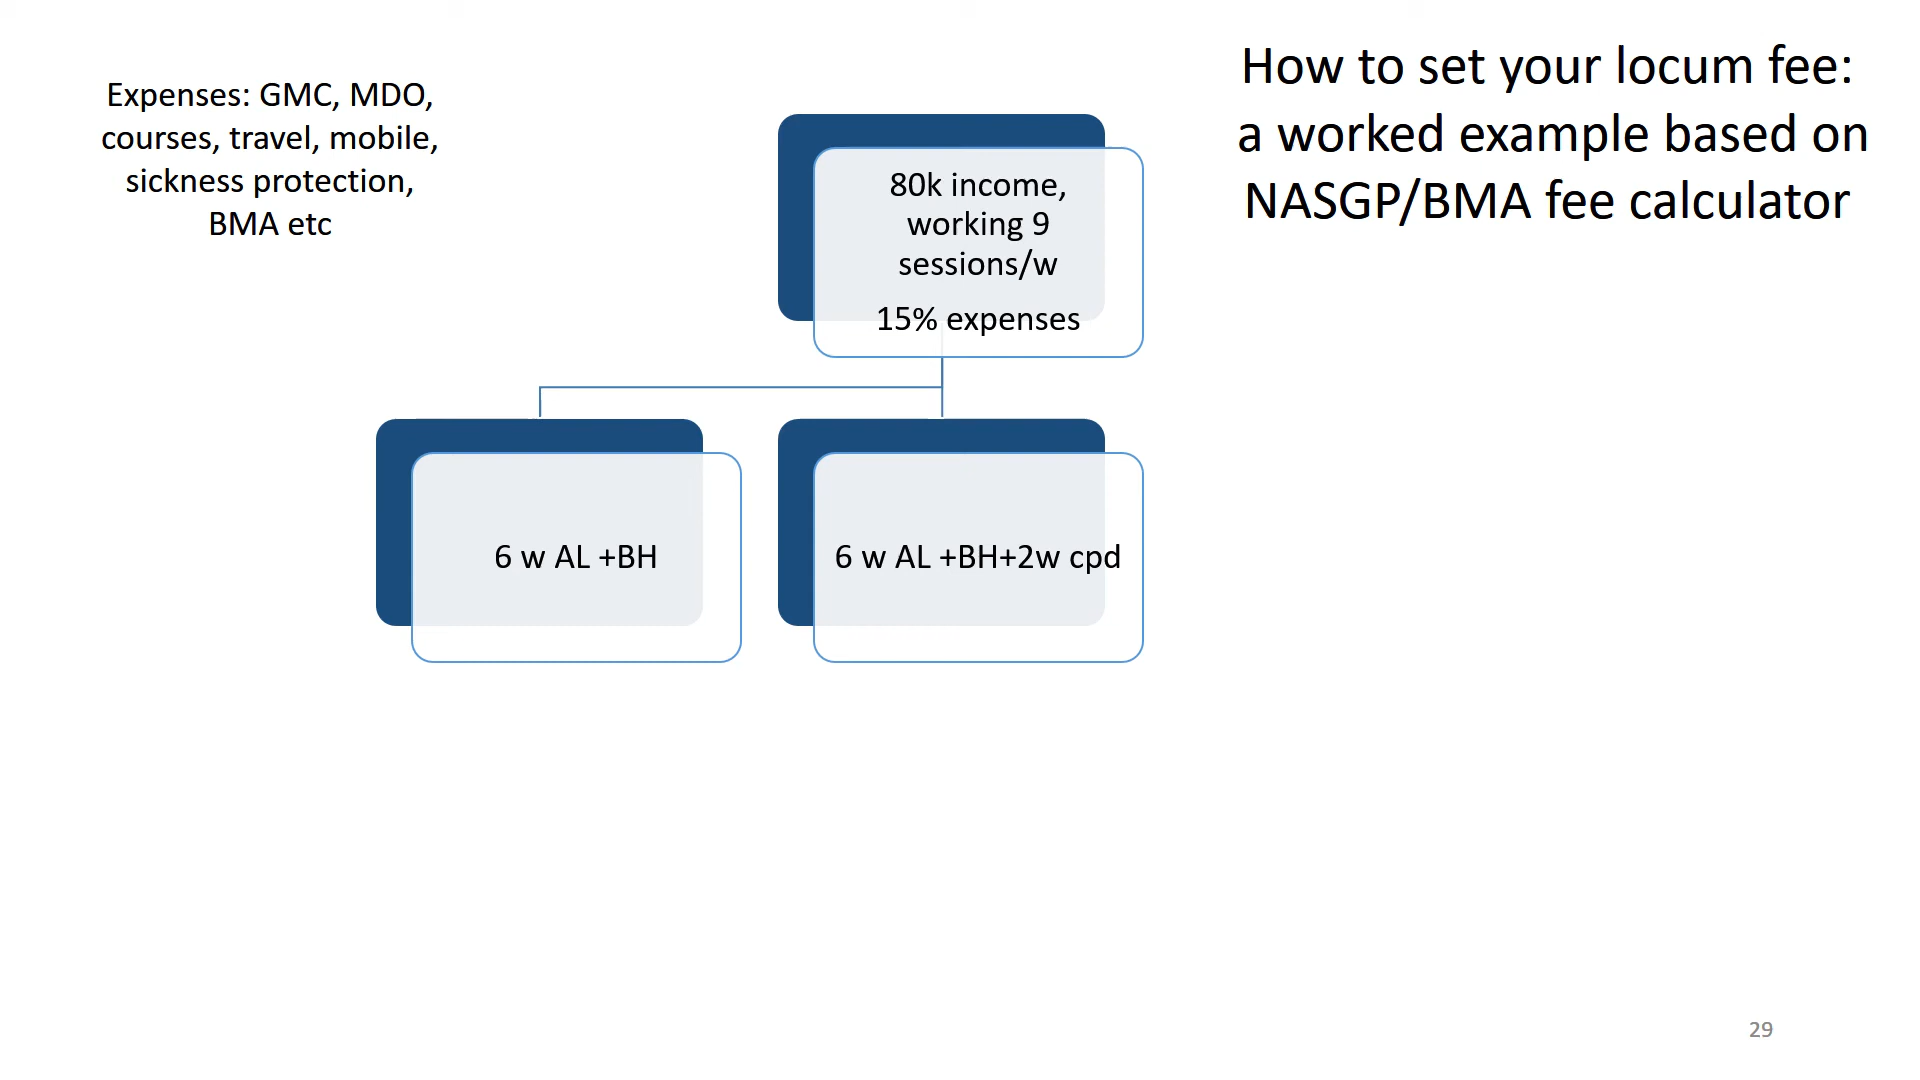 How to set your locum fee:
a worked example based on
NASGP/BMA fee calculator
Expenses: GMC, MDO,
courses, travel, mobile,
sickness protection,
BMA etc
80k income,
working 9
sessions/w
15% expenses
6 w AL +BH
6 w AL +BH+2w cpd
29